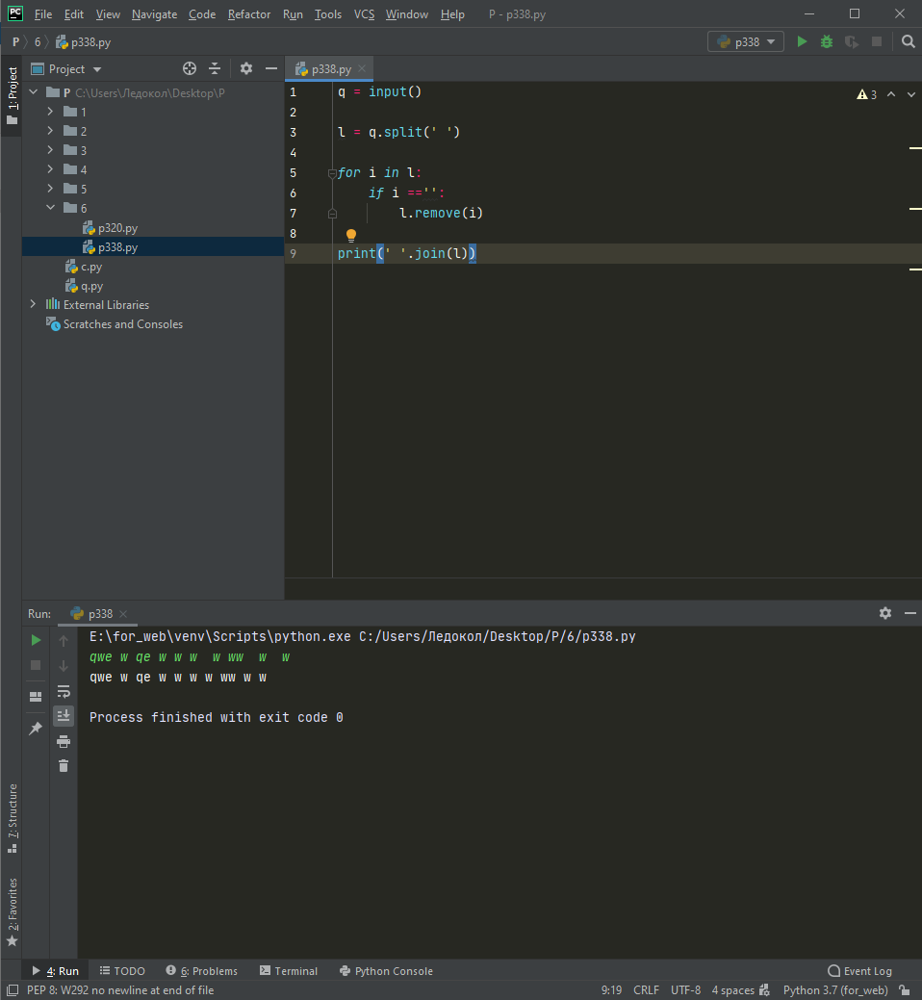 PC File Edit View Navigate Code Refactor Run Tools VCS Window Help P - p338.py
P 6 p338.py
p338
1: Project
Project
P C:\Users\Ледокол\Desktop\P
1
2
3
4
5
6
p320.py
p338.py
c.py
q.py
External Libraries
Scratches and Consoles
p338.py
3
1 q = input()
2
3 l = q.split(' ')
4
5 for i in l:
6     if i =='':
7         l.remove(i)
8
9 print(' '.join(l))
Run: p338
E:\for_web\venv\Scripts\python.exe C:/Users/Ледокол/Desktop/P/6/p338.py
qwe w qe w w w  w ww  w  w
qwe w qe w w w w ww w w
Process finished with exit code 0
7: Structure
2: Favorites
4: Run TODO 6: Problems Terminal Python Console Event Log
PEP 8: W292 no newline at end of file 9:19 CRLF UTF-8 4 spaces Python 3.7 (for_web)